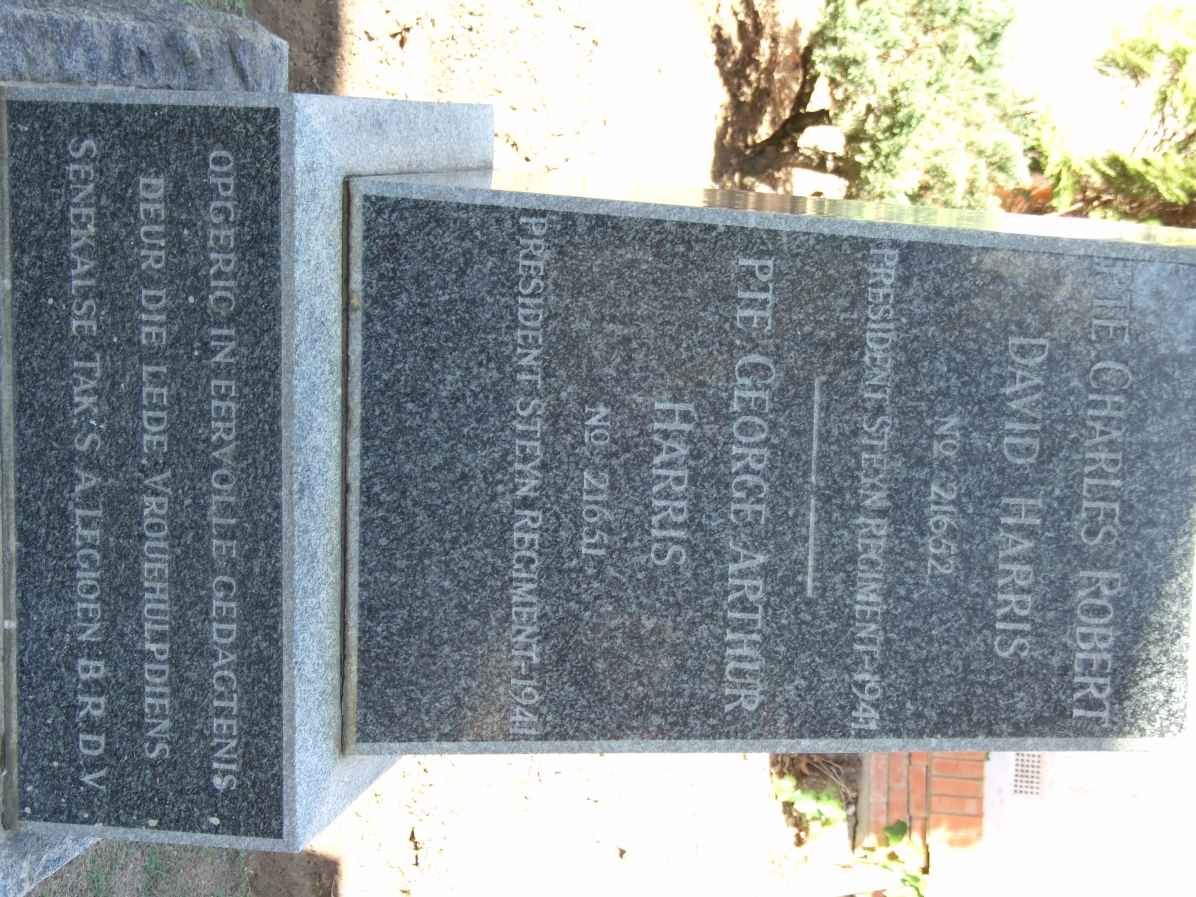 PTE. CHARLES ROBERT
DAVID HARRIS
No. 21652
PRESIDENT STEYN REGIMENT-1941
PTE. GEORGE ARTHUR
HARRIS
No. 21651
PRESIDENT STEYN REGIMENT-1941
OPGERIG IN EERVOLLE GEDAGTENIS
DEUR DIE LEDE VROUEHULPDIENS
SENEKALSE TAK: S.A. LEGIOEN B.R.D.V